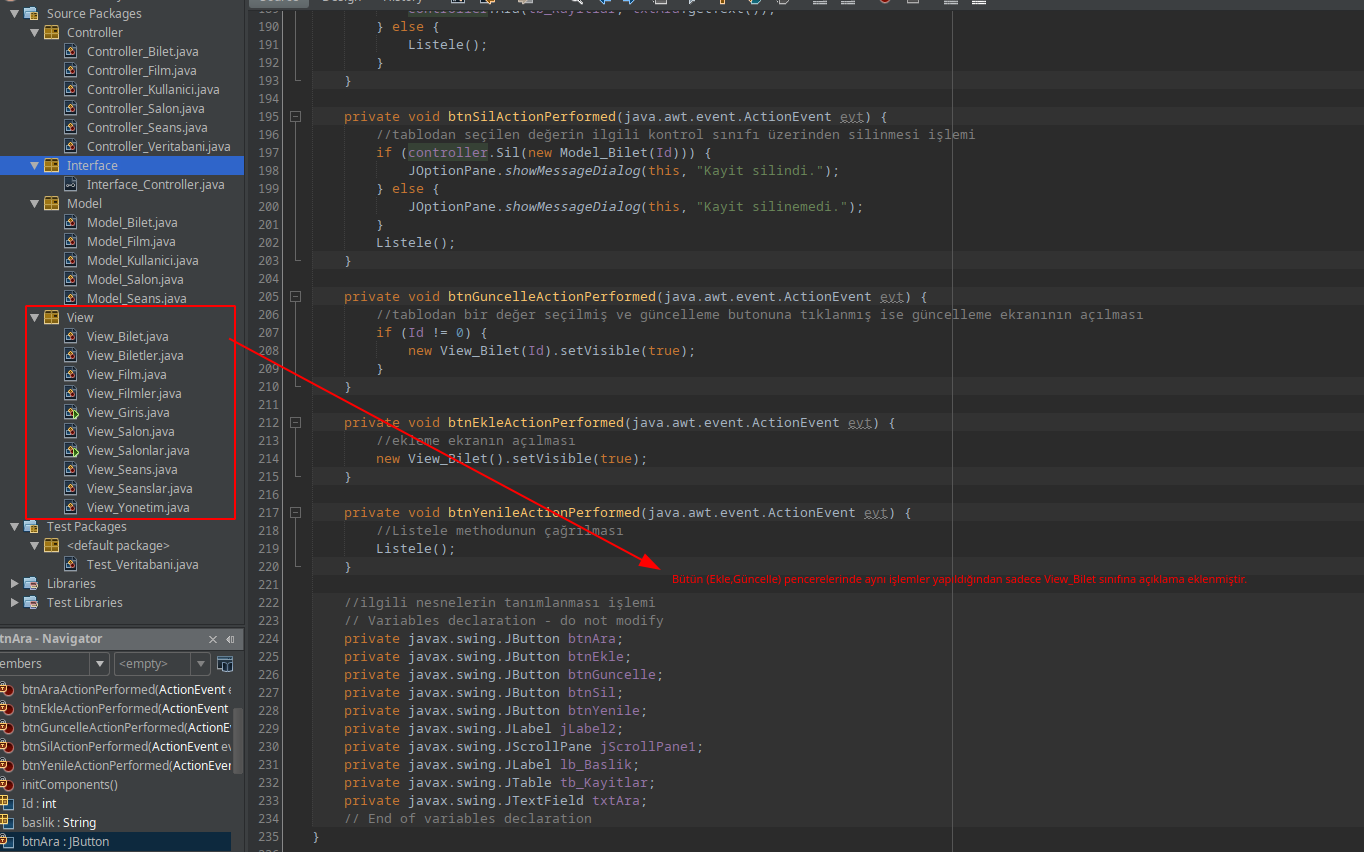 Source Packages
Controller
Controller_Bilet.java
Controller_Film.java
Controller_Kullanici.java
Controller_Salon.java
Controller_Seans.java
Controller_Veritabani.java
Interface
Interface_Controller.java
Model
Model_Bilet.java
Model_Film.java
Model_Kullanici.java
Model_Salon.java
Model_Seans.java
View
View_Bilet.java
View_Biletler.java
View_Film.java
View_Filmler.java
View_Giris.java
View_Salon.java
View_Salonlar.java
View_Seans.java
View_Seanslar.java
View_Yonetim.java
Test Packages
<default package>
Test_Veritabani.java
Libraries
Test Libraries
tnAra - Navigator
embers <empty>
btnAraActionPerformed(ActionEvent e
btnEkleActionPerformed(ActionEvent
btnGuncelleActionPerformed(ActionE
btnSilActionPerformed(ActionEvent ev
btnYenileActionPerformed(ActionEven
initComponents()
Id : int
baslik : String
btnAra : JButton
190 } else {
191 Listele();
192 }
193 }
194
195 private void btnSilActionPerformed(java.awt.event.ActionEvent evt) {
196 //tablodan seçilen değerin ilgili kontrol sınıfı üzerinden silinmesi işlemi
197 if (controller.Sil(new Model_Bilet(Id))) {
198 JOptionPane.showMessageDialog(this, "Kayit silindi.");
199 } else {
200 JOptionPane.showMessageDialog(this, "Kayit silinemedi.");
201 }
202 Listele();
203 }
204
205 private void btnGuncelleActionPerformed(java.awt.event.ActionEvent evt) {
206 //tablodan bir değer seçilmiş ve güncelleme butonuna tıklanmış ise güncelleme ekranının açılması
207 if (Id != 0) {
208 new View_Bilet(Id).setVisible(true);
209 }
210 }
211
212 private void btnEkleActionPerformed(java.awt.event.ActionEvent evt) {
213 //ekleme ekranın açılması
214 new View_Bilet().setVisible(true);
215 }
216
217 private void btnYenileActionPerformed(java.awt.event.ActionEvent evt) {
218 //Listele methodunun çağrılması
219 Listele();
220 }
Bütün (Ekle,Güncelle) pencerelerinde aynı işlemler yapıldığından sadece View_Bilet sınıfına açıklama eklenmiştir.
221
222 //ilgili nesnelerin tanımlanması işlemi
223 // Variables declaration - do not modify
224 private javax.swing.JButton btnAra;
225 private javax.swing.JButton btnEkle;
226 private javax.swing.JButton btnGuncelle;
227 private javax.swing.JButton btnSil;
228 private javax.swing.JButton btnYenile;
229 private javax.swing.JLabel jLabel2;
230 private javax.swing.JScrollPane jScrollPane1;
231 private javax.swing.JLabel lb_Baslik;
232 private javax.swing.JTable tb_Kayitlar;
233 private javax.swing.JTextField txtAra;
234 // End of variables declaration
235 }